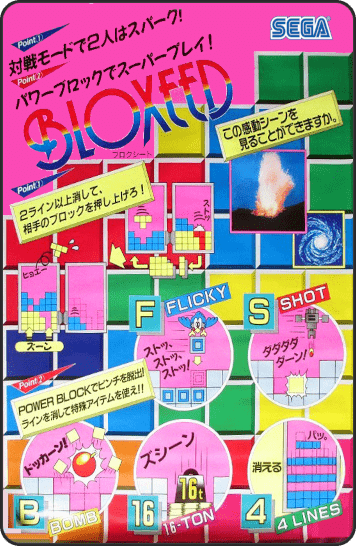 Point.1
対戦モードで2人はスパーク!
Point.2
パワーブロックでスーパープレイ!
SEGA
BLOXEED
ブロクシード
この感動シーンを
見ることができますか。
Point.1
2ライン以上消して、
相手のブロックを押し上げろ!
ストン
ヒョエー
ズーン
F
FLICKY
ストッ、
ストッ、
ストッ!
S
SHOT
ダダダダ
ダーン!
Point.2
POWER BLOCKでピンチを脱出!
ラインを消して特殊アイテムを使え!!
ドッカーン!
B
BOMB
ズシーン
16t
16
16-TON
消える
パッ。
4
4 LINES